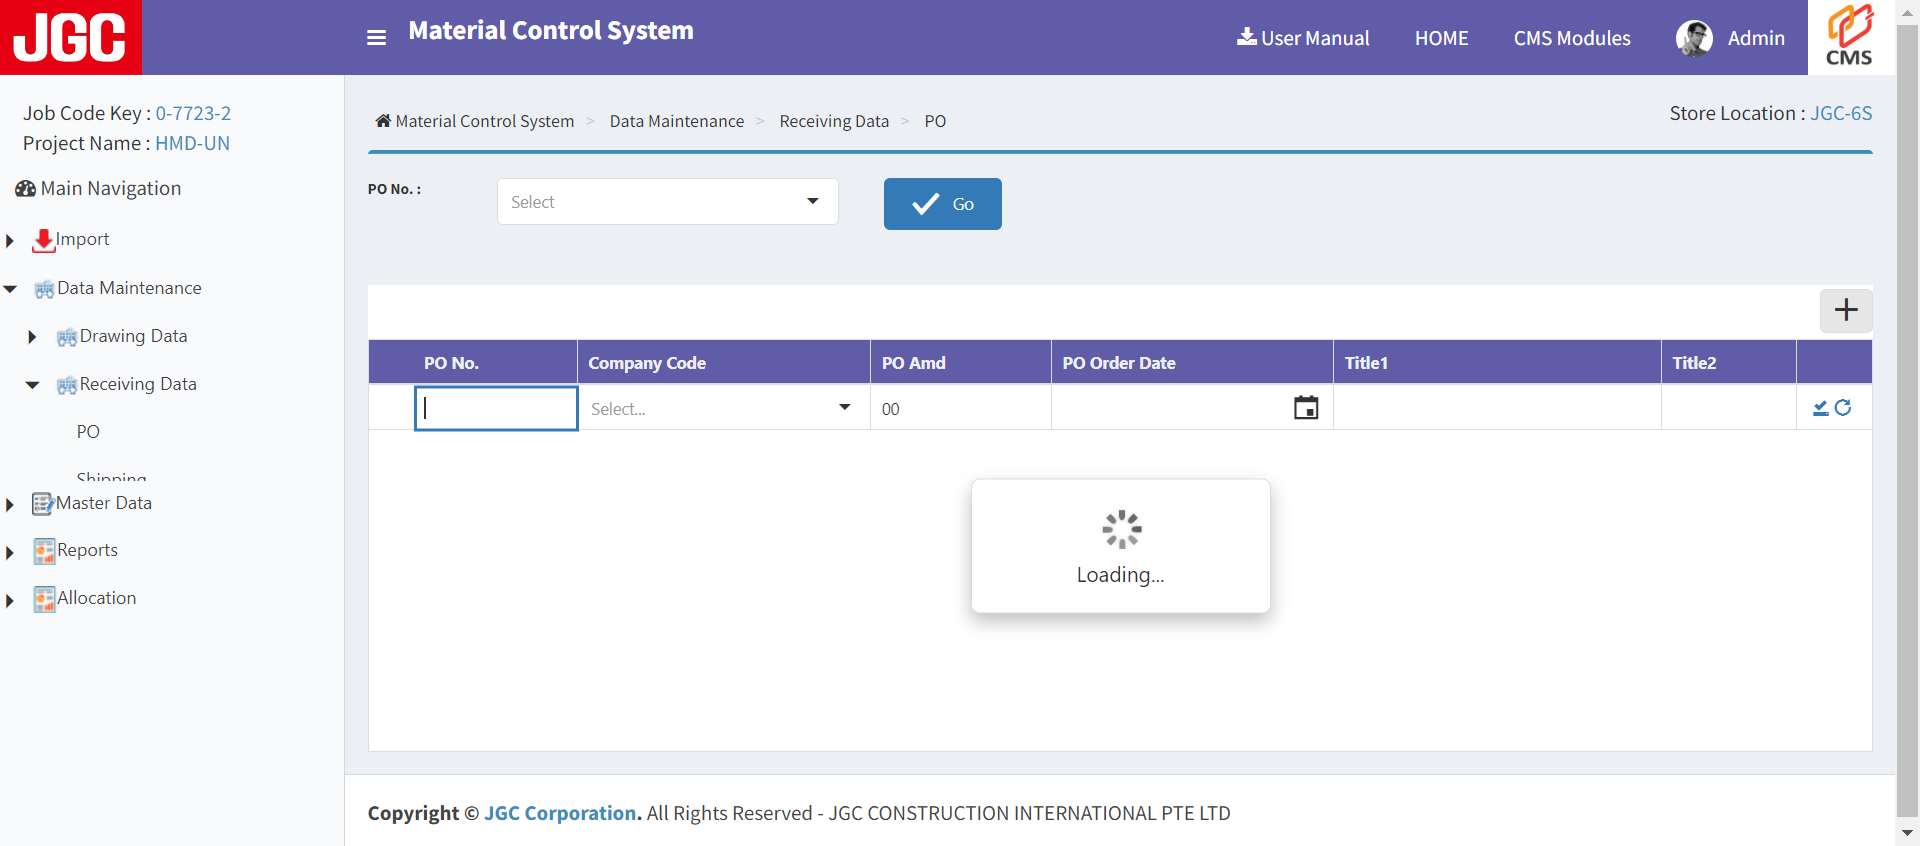 JGC
Material Control System
User Manual
HOME
CMS Modules
Admin
CMS
Job Code Key : 0-7723-2
Project Name : HMD-UN
Main Navigation
Import
Data Maintenance
Drawing Data
Receiving Data
PO
Shipping
Master Data
Reports
Allocation
Material Control System > Data Maintenance > Receiving Data > PO
Store Location : JGC-6S
PO No. :
Select
Go
PO No. Company Code PO Amd PO Order Date Title1 Title2
Select... 00
Loading...
Copyright © JGC Corporation. All Rights Reserved - JGC CONSTRUCTION INTERNATIONAL PTE LTD